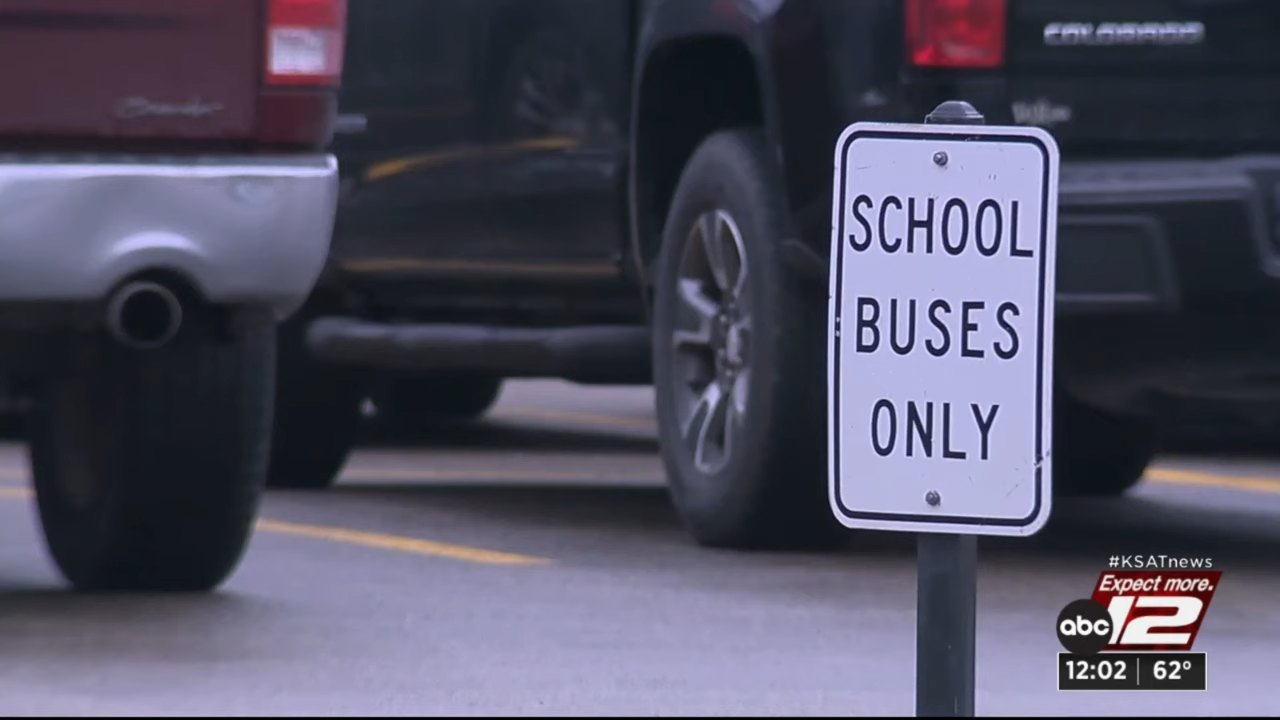 COLORADO
SCHOOL
BUSES
ONLY
#KSATnews
Expect more.
abc 12
12:02 62°